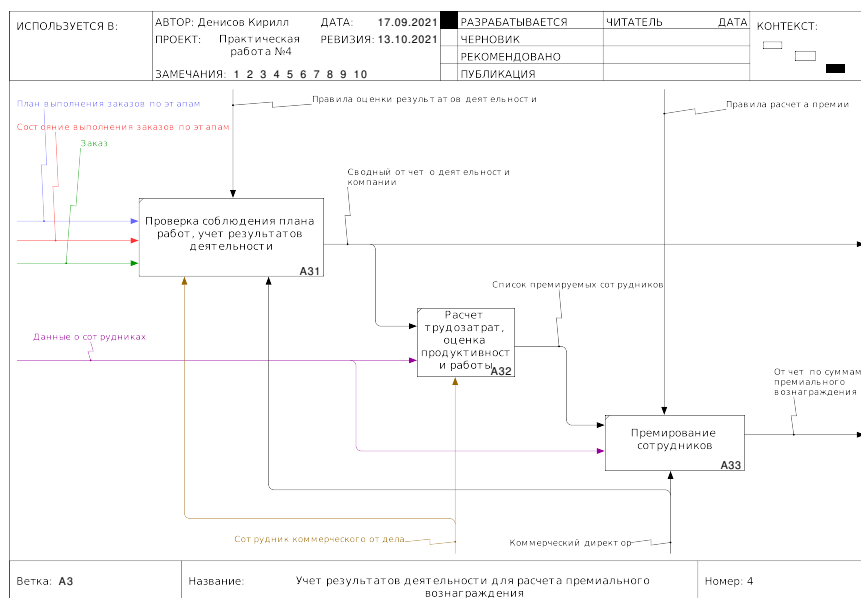 ИСПОЛЬЗУЕТСЯ В:
АВТОР: Денисов Кирилл
ДАТА: 17.09.2021
ПРОЕКТ: Практическая
работа №4
РЕВИЗИЯ: 13.10.2021
ЗАМЕЧАНИЯ: 1 2 3 4 5 6 7 8 9 10
РАЗРАБАТЫВАЕТСЯ
ЧЕРНОВИК
РЕКОМЕНДОВАНО
ПУБЛИКАЦИЯ
ЧИТАТЕЛЬ ДАТА
КОНТЕКСТ:
План выполнения заказов по этапам
Правила оценки результатов деятельности
Правила расчета премии
Состояние выполнения заказов по этапам
Заказ
Сводный отчет о деятельности
компании
Проверка соблюдения плана
работ, учет результатов
деятельности
A31
Список премируемых сотрудников
Расчет
трудозатрат,
оценка
продуктивност
и работы
A32
Данные о сотрудниках
Отчет по суммам
премиального
вознаграждения
Премирование
сотрудников
A33
Сотрудник коммерческого отдела
Коммерческий директор
Ветка: A3
Название:
Учет результатов деятельности для расчета премиального
вознаграждения
Номер: 4